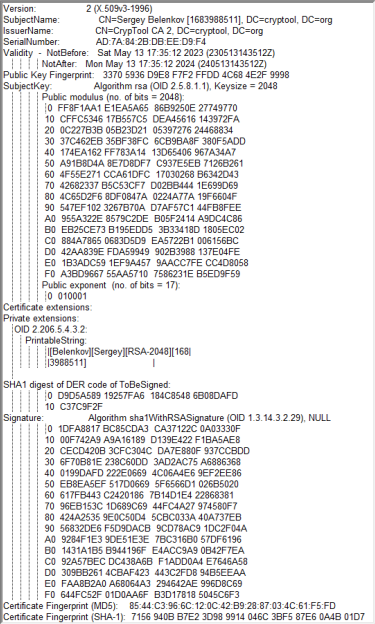 Version: 2 (X.509v3-1996)
SubjectName: CN=Sergey Belenkov [1683988511], DC=cryptool, DC=org
IssuerName: CN=CrypTool CA 2, DC=cryptool, DC=org
SerialNumber: AD:7A:84:2B:DB:EE:D9:F4
Validity - NotBefore: Sat May 13 17:35:12 2023 (230513143512Z)
NotAfter: Mon May 13 17:35:12 2024 (240513143512Z)
Public Key Fingerprint: 3370 5936 D9E8 F7F2 FFDD 4C68 4E2F 9998
SubjectKey: Algorithm rsa (OID 2.5.8.1.1), Keysize = 2048
Public modulus (no. of bits = 2048):
0 FF8F1AA1 E1EA5A65 86B9250E 27749770
10 CFFC5346 17B557C5 DEA45616 143972FA
20 0C227B3B 05B23D21 05397276 24468834
30 37C462EB 35BF38FC 6CB9BA8F 380F5ADD
40 174EA162 FF783A14 13D65406 967A34A7
50 A91B8D4A 8E7D8DF7 C937E5EB 7126B261
60 4F55E271 CCA61DFC 17030268 B6342D43
70 42682337 B5C53CF7 D02BB444 1E699D69
80 4C65D2F6 8DF0847A 0224A77A 19F6604F
90 547EF102 3267B70A D7AF57C1 44FB8FEE
A0 955A322E 8579C2DE B05F2414 A9DC4C86
B0 EB25CE73 B195EDD5 3B33418D 1805EC02
C0 884A7865 0683D5D9 EA5722B1 006156BC
D0 42AA839E FDA59949 902B3988 137E04FE
E0 1B3ADC59 1EF9A457 9AACC7FE CC4D8058
F0 A3BD9667 55AA5710 7586231E B5ED9F59
Public exponent (no. of bits = 17):
0 010001
Certificate extensions:
Private extensions:
OID 2.206.5.4.3.2:
PrintableString:
|[Belenkov][Sergey][RSA-2048][168|
|3988511] |
SHA1 digest of DER code of ToBeSigned:
0 D9D5A589 19257FA6 184C8548 6B08DAFD
10 C37C9F2F
Signature: Algorithm sha1WithRSASignature (OID 1.3.14.3.2.29), NULL
0 1DFA8817 BC85CDA3 CA37122C 0A03330F
10 00F742A9 A9A16189 D139E422 F1BA5AE8
20 CECD420B 3CFC304C DA7E880F 937CCBDD
30 6F70B81E 238C60DD 3AD2AC75 A6886368
40 0199DAFD 222E0669 4C06A4E6 9EF2EE86
50 EB8EA5EF 517D0669 5F6566D1 026B5020
60 617FB443 C2420186 7B14D1E4 22868381
70 96EB153C 1D689C69 44FC4A27 974580F7
80 424A2535 9E0C50D4 5CBC033A 40A737EB
90 56832DE6 F5D9DACB 9CD78AC9 1DC2F04A
A0 9284F1E3 9DE51E3E 7BC316B0 57DF6196
B0 1431A1B5 B944196F E4ACC9A9 0B42F7EA
C0 92A57BEC DC438A6B F1ADD0A4 E7646A58
D0 309BB261 4CBAF423 443C2FD8 94B5EEAA
E0 FAA8B2A0 A68064A3 294642AE 996D8C69
F0 644FC52F 01D0AA6F B3D17818 5045C6F3
Certificate Fingerprint (MD5): 85:44:C3:96:6C:12:0C:42:B9:28:87:03:4C:61:F5:FD
Certificate Fingerprint (SHA-1): 7156 940B B7E2 3D98 9914 046C 3BF5 87E6 0A4B 01D7